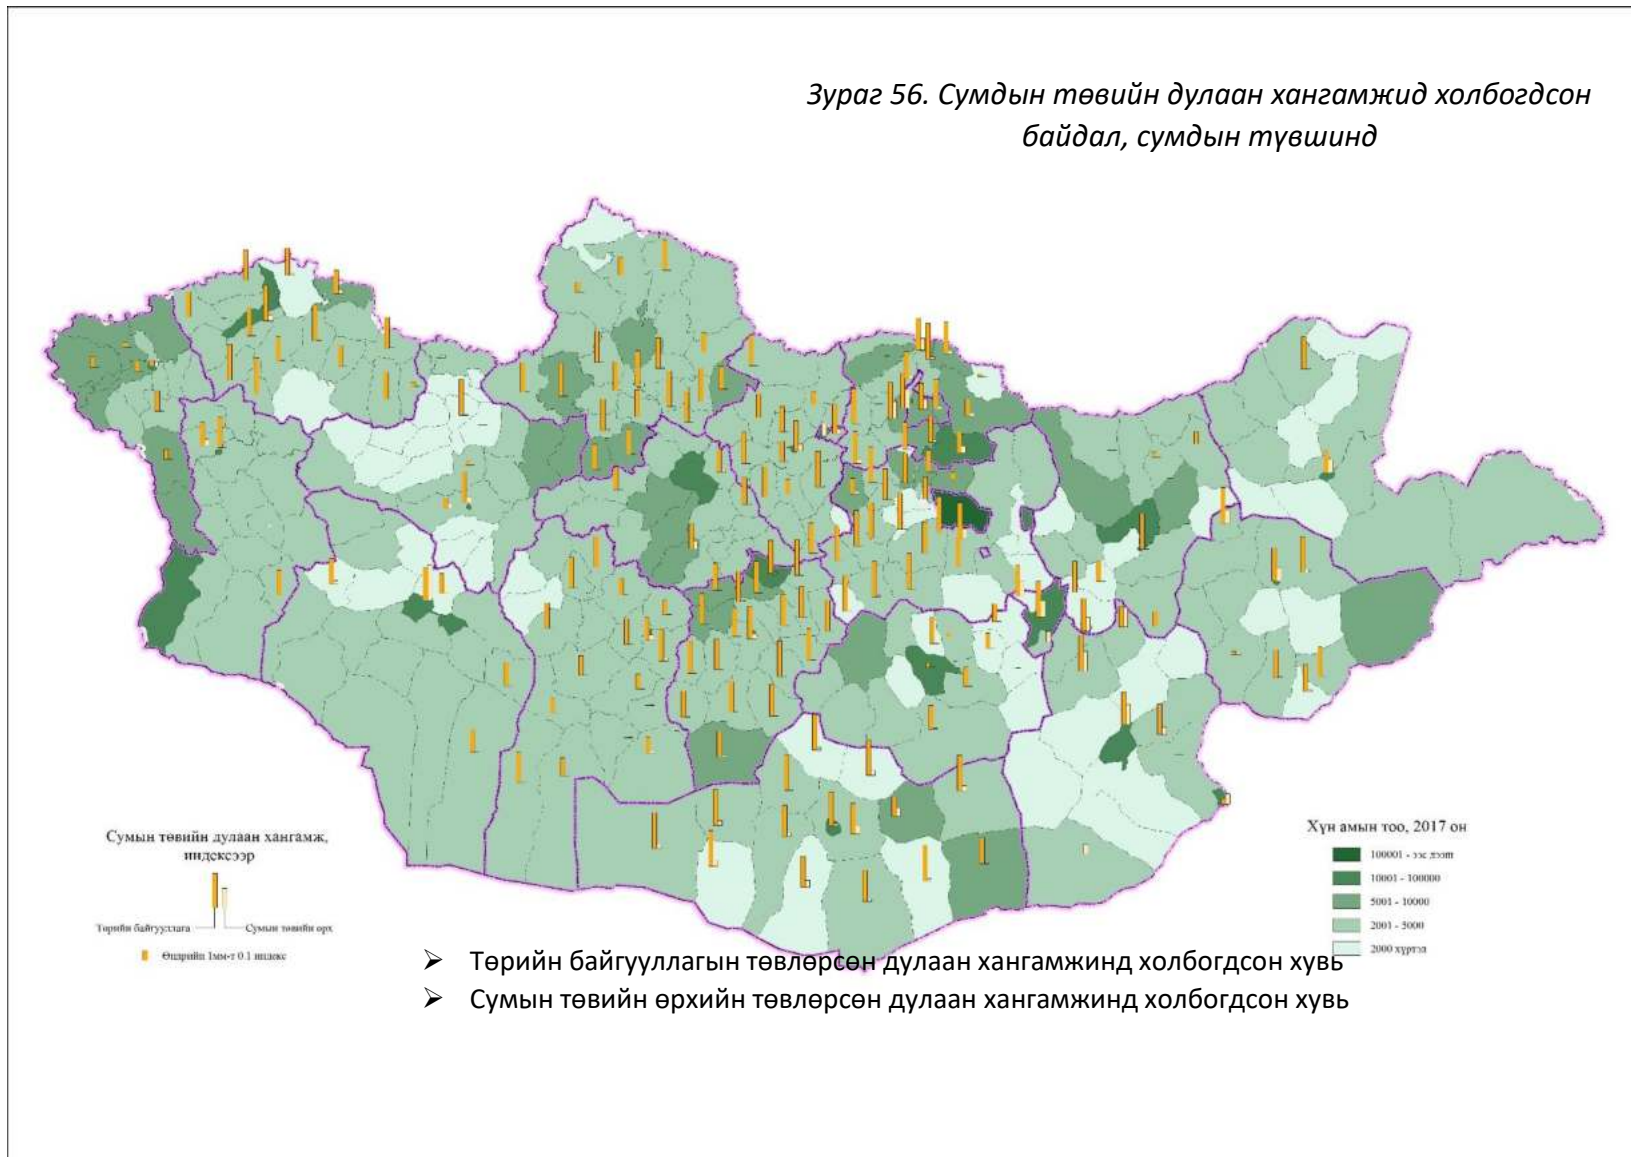 Зураг 56. Сумдын төвийн дулаан хангамжид холбогдсон
байдал, сумдын түвшинд
Сумын төвийн дулаан хангамж,
индексээр
Төрийн байгууллага
Сумын төвийн өрх
Өндрийн 1мм-т 0.1 индекс
Хүн амын тоо, 2017 он
100001 - ээс дээш
10001 - 100000
5001 - 10000
2001 - 5000
2000 хүртэл
➢ Төрийн байгууллагын төвлөрсөн дулаан хангамжинд холбогдсон хувь
➢ Сумын төвийн өрхийн төвлөрсөн дулаан хангамжинд холбогдсон хувь